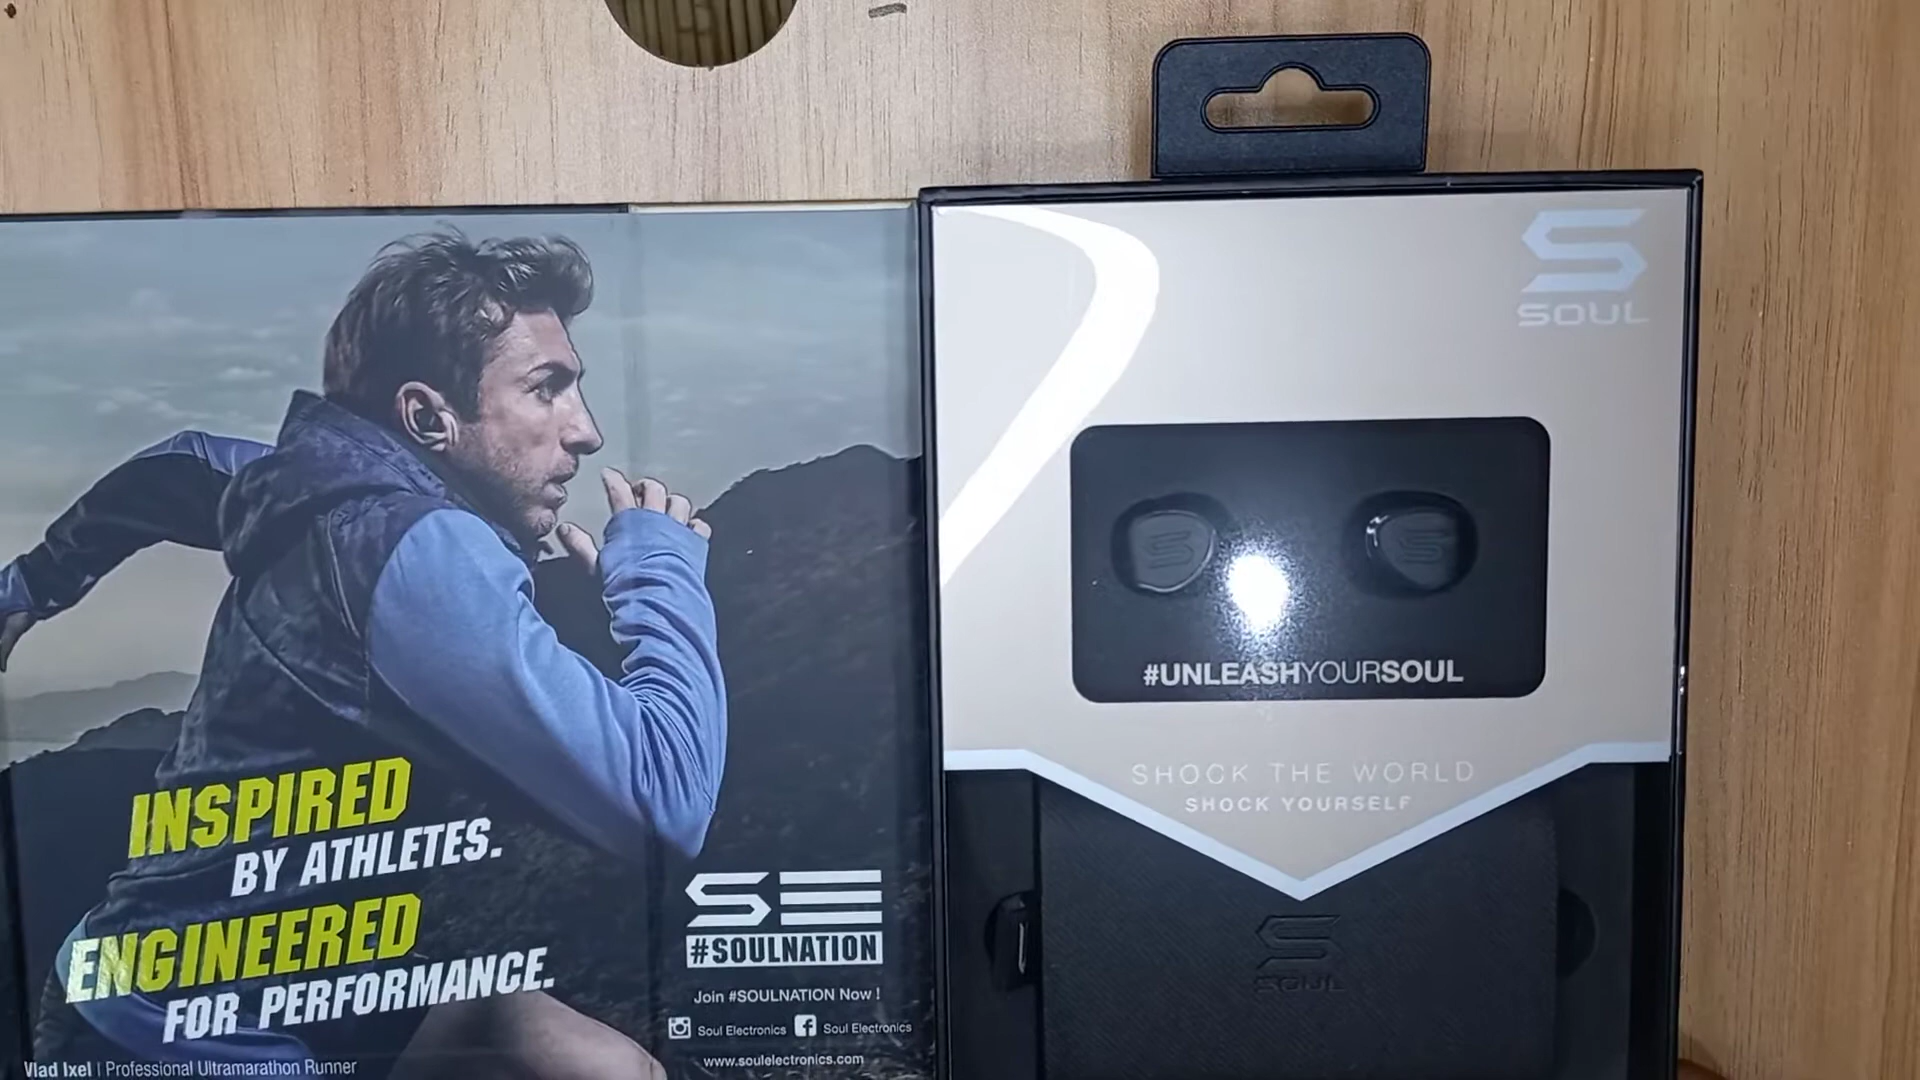 INSPIRED
BY ATHLETES.
ENGINEERED
FOR PERFORMANCE.
Vlad Ixel | Professional Ultramarathon Runner
SE
#SOULNATION
Join #SOULNATION Now !
Soul Electronics Soul Electronics
www.soulelectronics.com
S
SOUL
S S
#UNLEASHYOURSOUL
SHOCK THE WORLD
SHOCK YOURSELF
S
SOUL